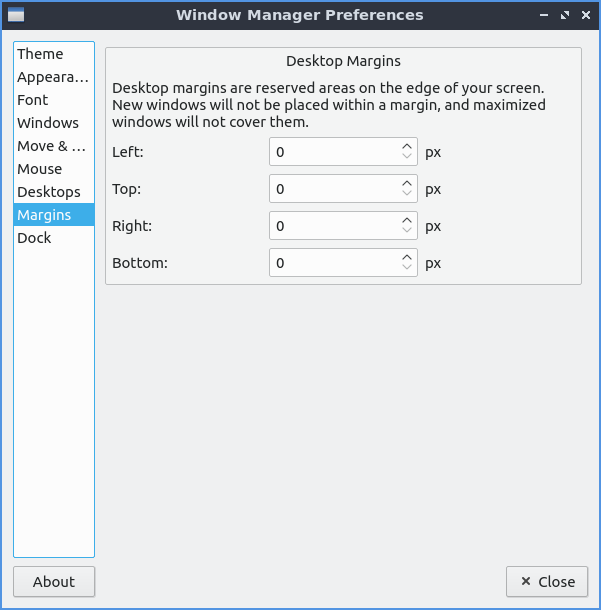 Window Manager Preferences
Theme
Appeara...
Font
Windows
Move & ...
Mouse
Desktops
Margins
Dock
Desktop Margins
Desktop margins are reserved areas on the edge of your screen.
New windows will not be placed within a margin, and maximized
windows will not cover them.
Left: 0 px
Top: 0 px
Right: 0 px
Bottom: 0 px
About
Close